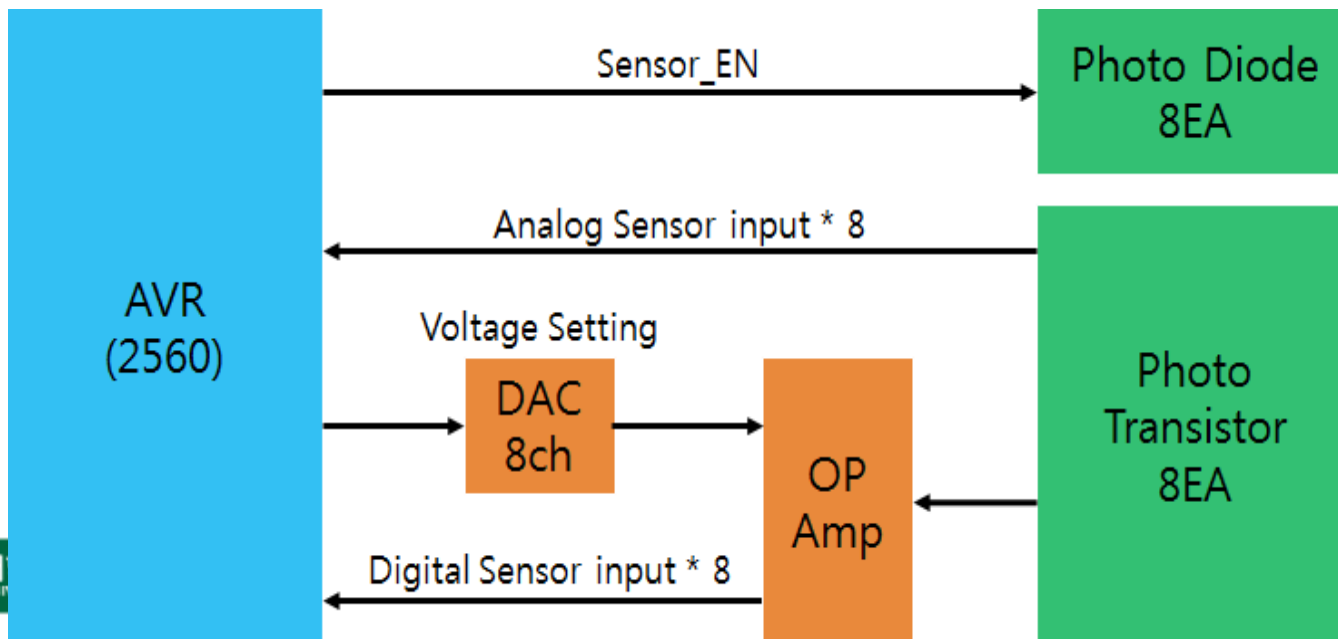 Sensor_EN
Photo Diode
8EA
Analog Sensor input * 8
AVR
(2560)
Voltage Setting
DAC
8ch
OP
Amp
Photo
Transistor
8EA
Digital Sensor input * 8